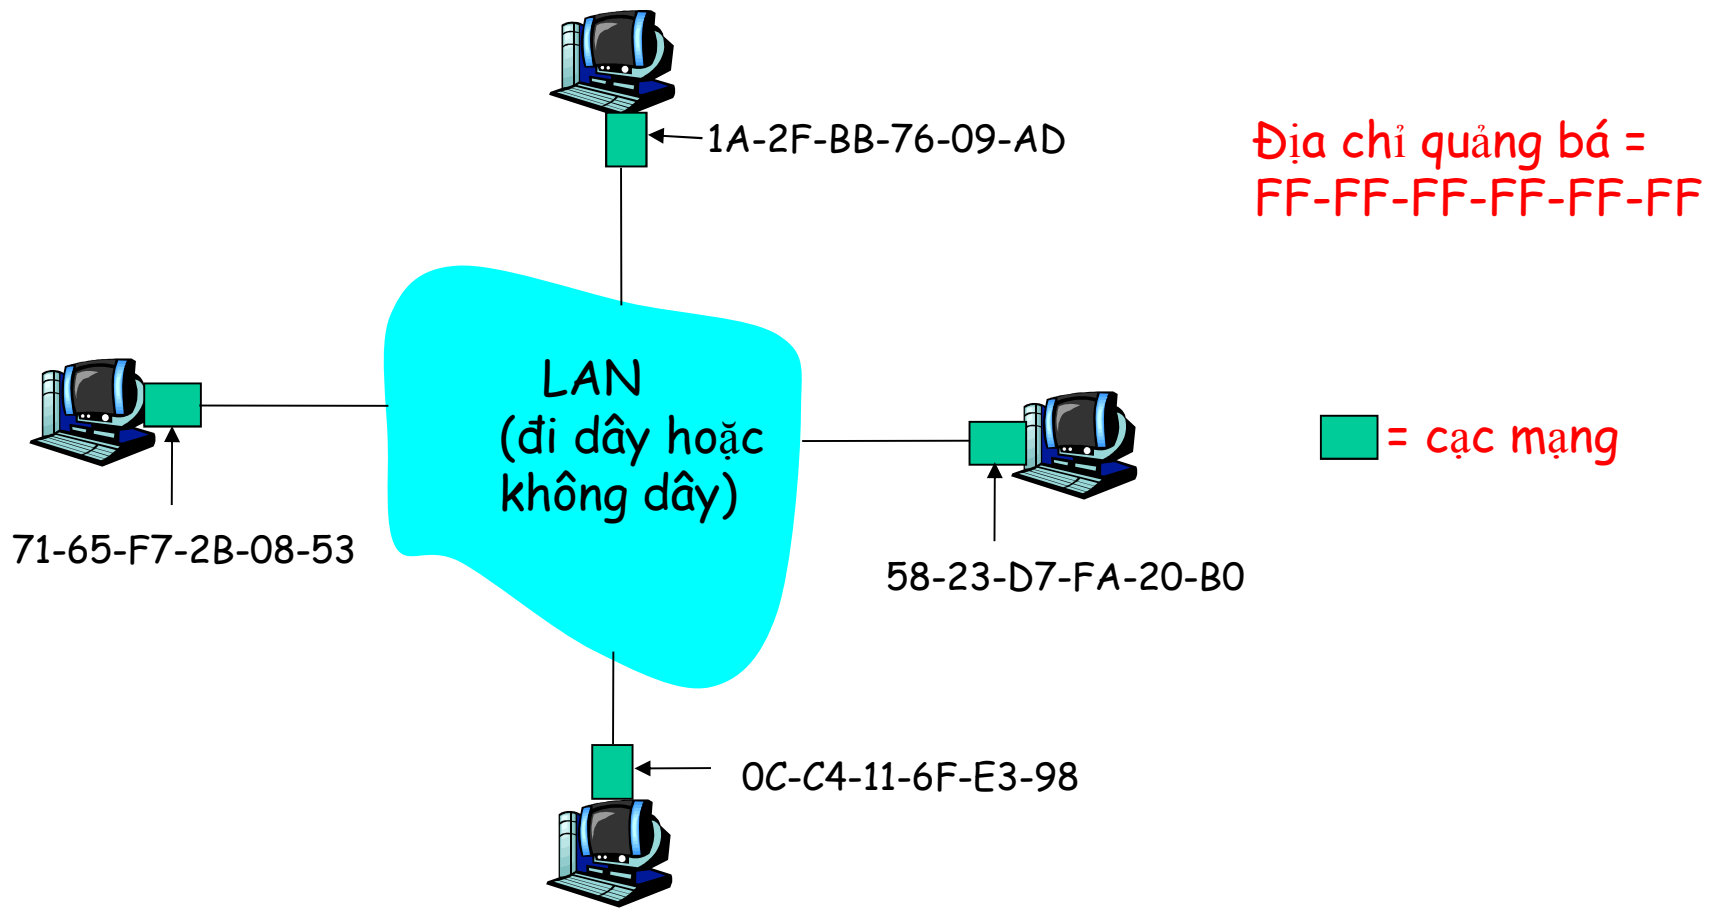 1A-2F-BB-76-09-AD
Địa chỉ quảng bá =
FF-FF-FF-FF-FF-FF
LAN
(đi dây hoặc
không dây)
= cạc mạng
71-65-F7-2B-08-53
58-23-D7-FA-20-B0
0C-C4-11-6F-E3-98